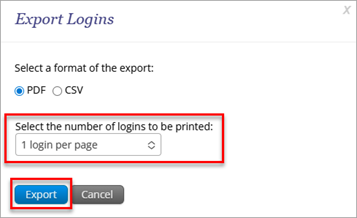 Export Logins
X
Select a format of the export:
PDF CSV
Select the number of logins to be printed:
1 login per page
Export Cancel